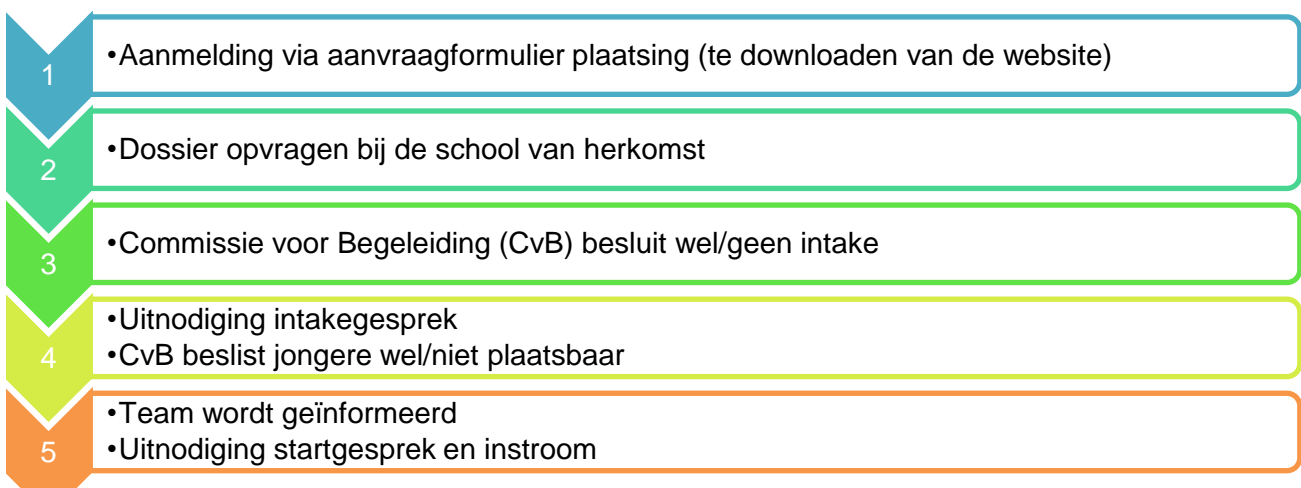 1
•Aanmelding via aanvraagformulier plaatsing (te downloaden van de website)
2
•Dossier opvragen bij de school van herkomst
3
•Commissie voor Begeleiding (CvB) besluit wel/geen intake
4
•Uitnodiging intakegesprek
•CvB beslist jongere wel/niet plaatsbaar
5
•Team wordt geïnformeerd
•Uitnodiging startgesprek en instroom